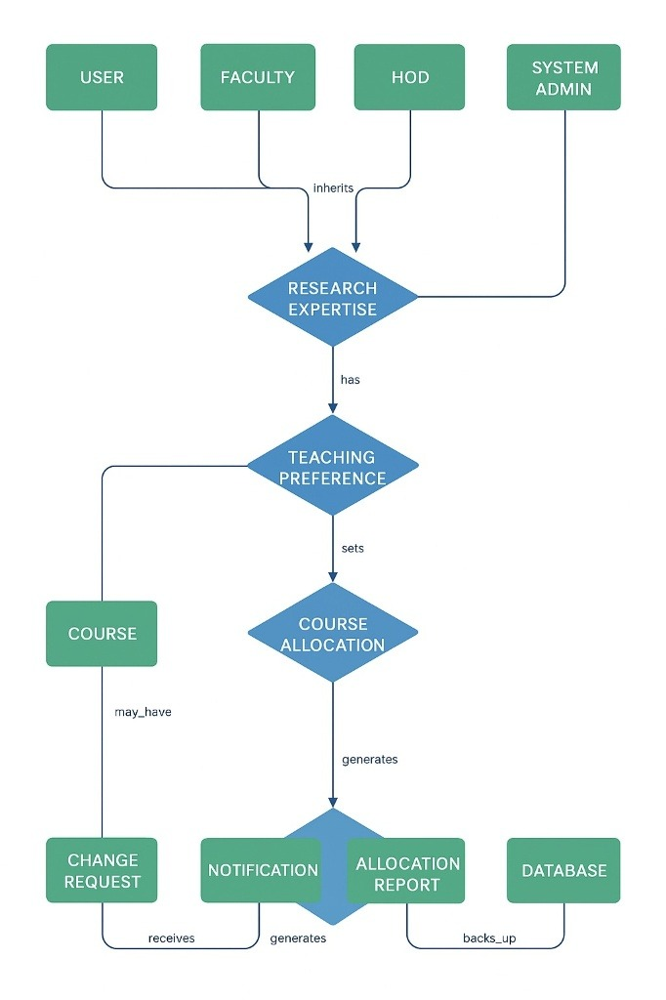 USER
FACULTY
HOD
SYSTEM
ADMIN
inherits
RESEARCH
EXPERTISE
has
TEACHING
PREFERENCE
sets
COURSE
COURSE
ALLOCATION
may_have
generates
CHANGE
REQUEST
NOTIFICATION
ALLOCATION
REPORT
DATABASE
receives
generates
backs_up